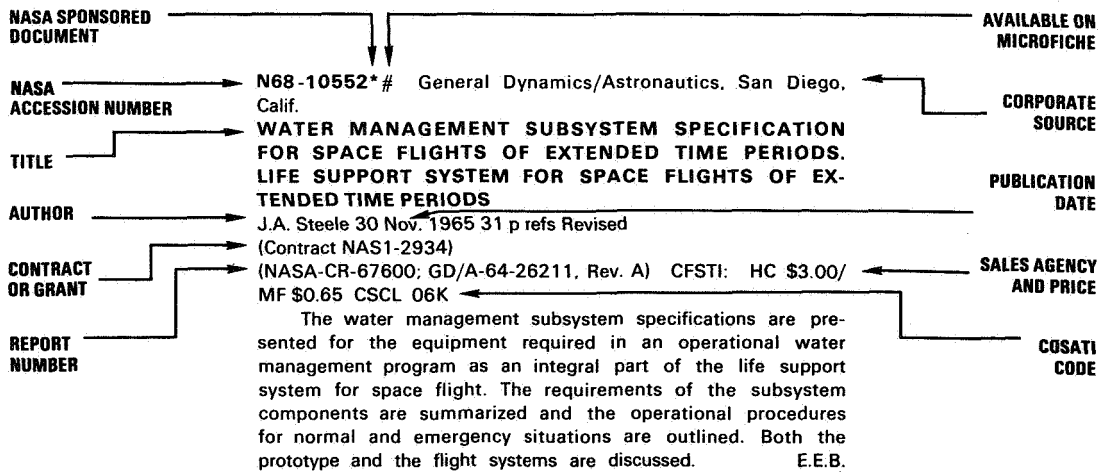 NASA SPONSORED
DOCUMENT
AVAILABLE ON
MICROFICHE
NASA
ACCESSION NUMBER
N68-10552*# General Dynamics/Astronautics, San Diego,
Calif.
CORPORATE
SOURCE
TITLE
WATER MANAGEMENT SUBSYSTEM SPECIFICATION
FOR SPACE FLIGHTS OF EXTENDED TIME PERIODS.
LIFE SUPPORT SYSTEM FOR SPACE FLIGHTS OF EX-
TENDED TIME PERIODS
PUBLICATION
DATE
AUTHOR
J.A. Steele 30 Nov. 1965 31 p refs Revised
CONTRACT
OR GRANT
(Contract NAS1-2934)
(NASA-CR-67600; GD/A-64-26211, Rev. A) CFSTI: HC $3.00/
MF $0.65 CSCL 06K
SALES AGENCY
AND PRICE
REPORT
NUMBER
COSATI
CODE
The water management subsystem specifications are pre-
sented for the equipment required in an operational water
management program as an integral part of the life support
system for space flight. The requirements of the subsystem
components are summarized and the operational procedures
for normal and emergency situations are outlined. Both the
prototype and the flight systems are discussed. E.E.B.